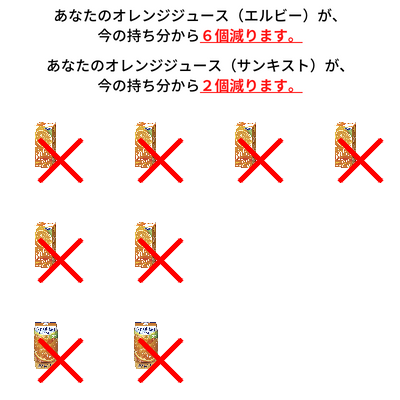 あなたのオレンジジュース（エルビー）が、
今の持ち分から６個減ります。
あなたのオレンジジュース（サンキスト）が、
今の持ち分から２個減ります。